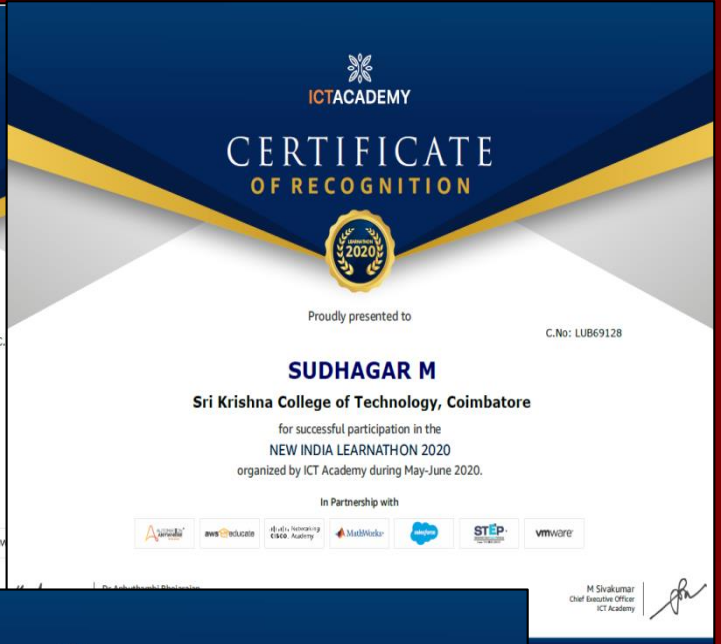 ICTACADEMY
CERTIFICATE
OF RECOGNITION
LEARNATHON
2020
Proudly presented to
C.No: LUB69128
SUDHAGAR M
Sri Krishna College of Technology, Coimbatore
for successful participation in the
NEW INDIA LEARNATHON 2020
organized by ICT Academy during May-June 2020.
In Partnership with
aws educate
Networking
CISCO. Academy
MathWorks
salesforce
STEP
vmware
M Sivakumar
Chief Executive Officer
ICT Academy